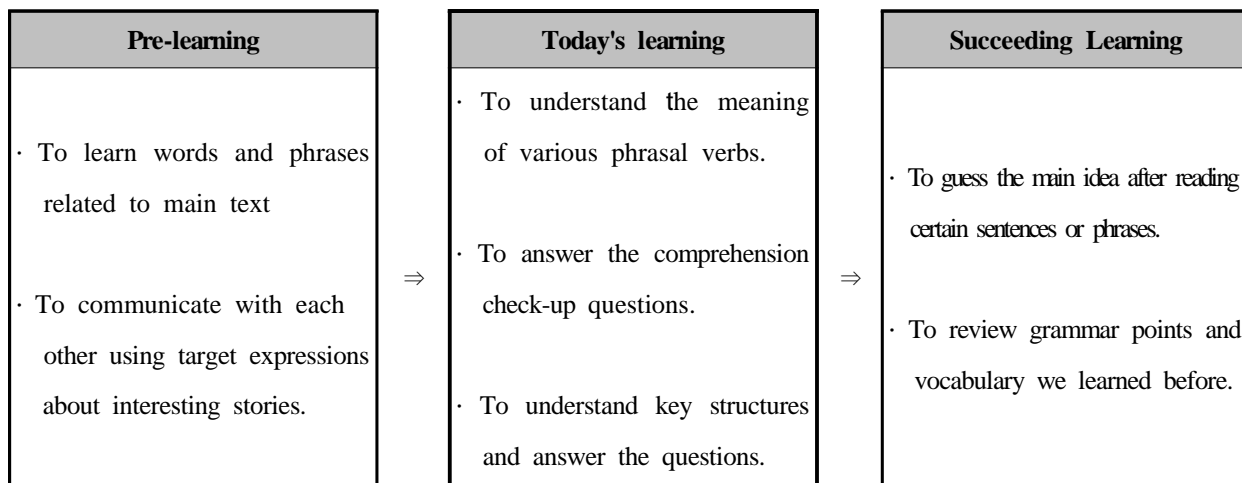 Pre-learning
· To learn words and phrases
related to main text
· To communicate with each
other using target expressions
about interesting stories.
⇒
Today's learning
· To understand the meaning
of various phrasal verbs.
· To answer the comprehension
check-up questions.
· To understand key structures
and answer the questions.
⇒
Succeeding Learning
· To guess the main idea after reading
certain sentences or phrases.
· To review grammar points and
vocabulary we learned before.